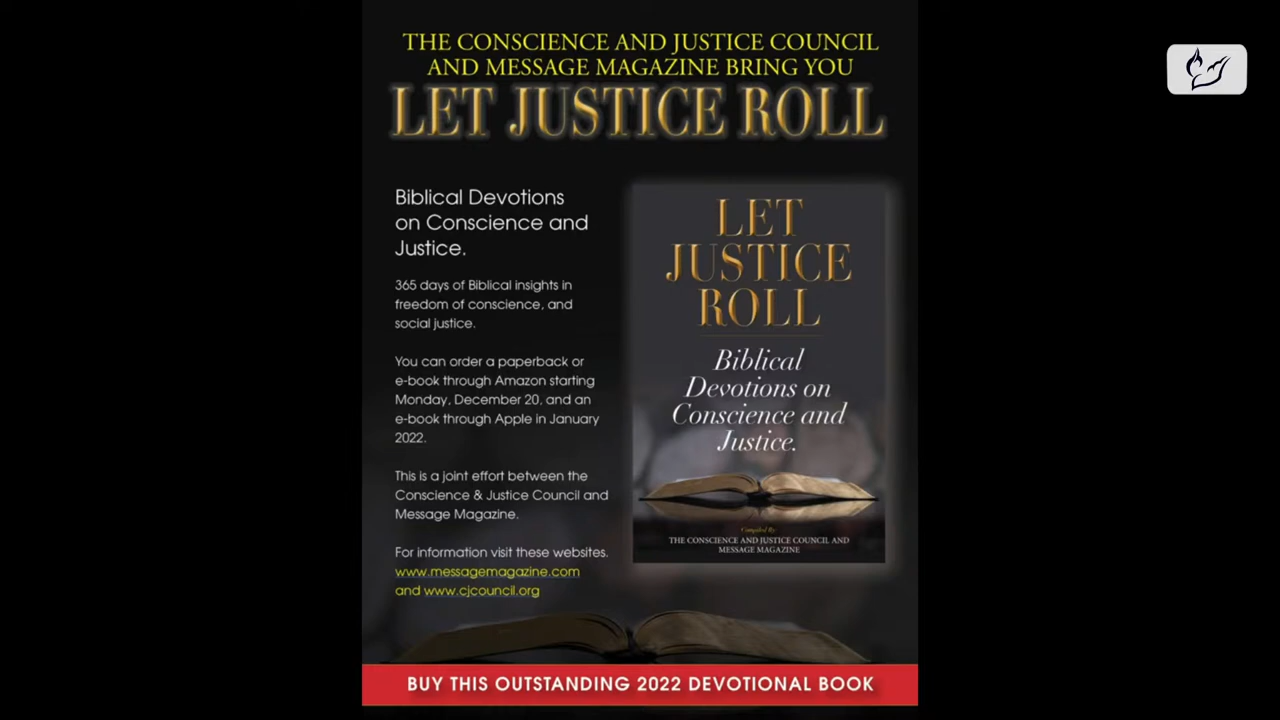 THE CONSCIENCE AND JUSTICE COUNCIL
AND MESSAGE MAGAZINE BRING YOU
LET JUSTICE ROLL
Biblical Devotions
on Conscience and
Justice.
365 days of Biblical insights in
freedom of conscience, and
social justice.
You can order a paperback or
e-book through Amazon starting
Monday, December 20, and an
e-book through Apple in January
2022.
This is a joint effort between the
Conscience & Justice Council and
Message Magazine.
For information visit these websites.
www.messagemagazine.com
and www.cjcouncil.org
LET
JUSTICE
ROLL
Biblical
Devotions on
Conscience and
Justice.
Compiled By
THE CONSCIENCE AND JUSTICE COUNCIL AND
MESSAGE MAGAZINE
BUY THIS OUTSTANDING 2022 DEVOTIONAL BOOK